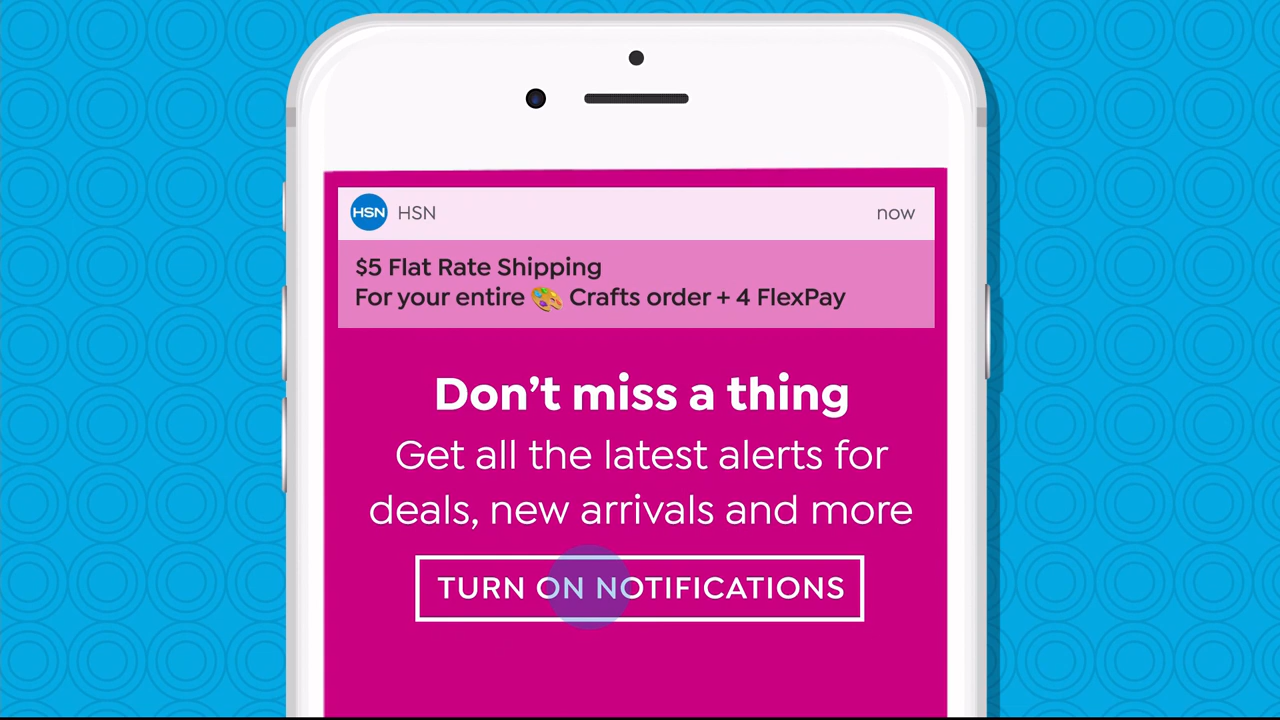 HSN HSN now
$5 Flat Rate Shipping
For your entire 🎨 Crafts order + 4 FlexPay
Don't miss a thing
Get all the latest alerts for
deals, new arrivals and more
TURN ON NOTIFICATIONS